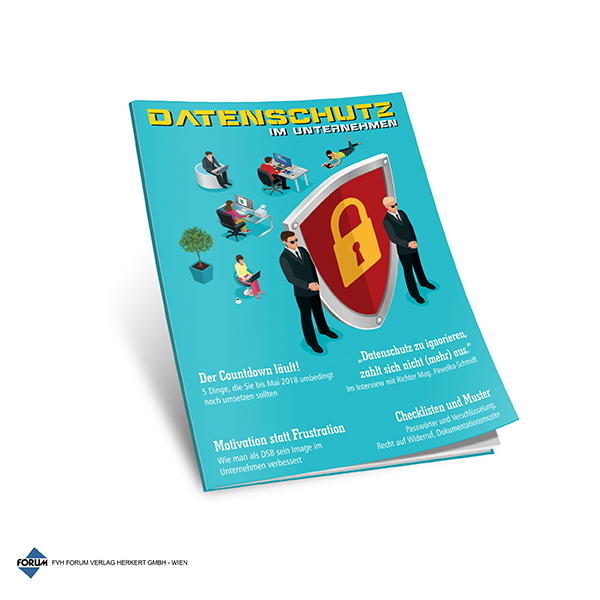 DATENSCHUTZ
IM UNTERNEHMEN
Der Countdown läuft!
5 Dinge, die Sie bis Mai 2018 unbedingt
noch umsetzen sollten
„Datenschutz zu ignorieren,
zahlt sich nicht (mehr) aus.“
Im Interview mit Richter Mag. Pawelka-Schmidt
Motivation statt Frustration
Wie man als DSB sein Image im
Unternehmen verbessert
Checklisten und Muster
Passwörter und Verschlüsselung,
Recht auf Widerruf, Dokumentationsmuster
FORUM FVH FORUM VERLAG HERKERT GMBH - WIEN